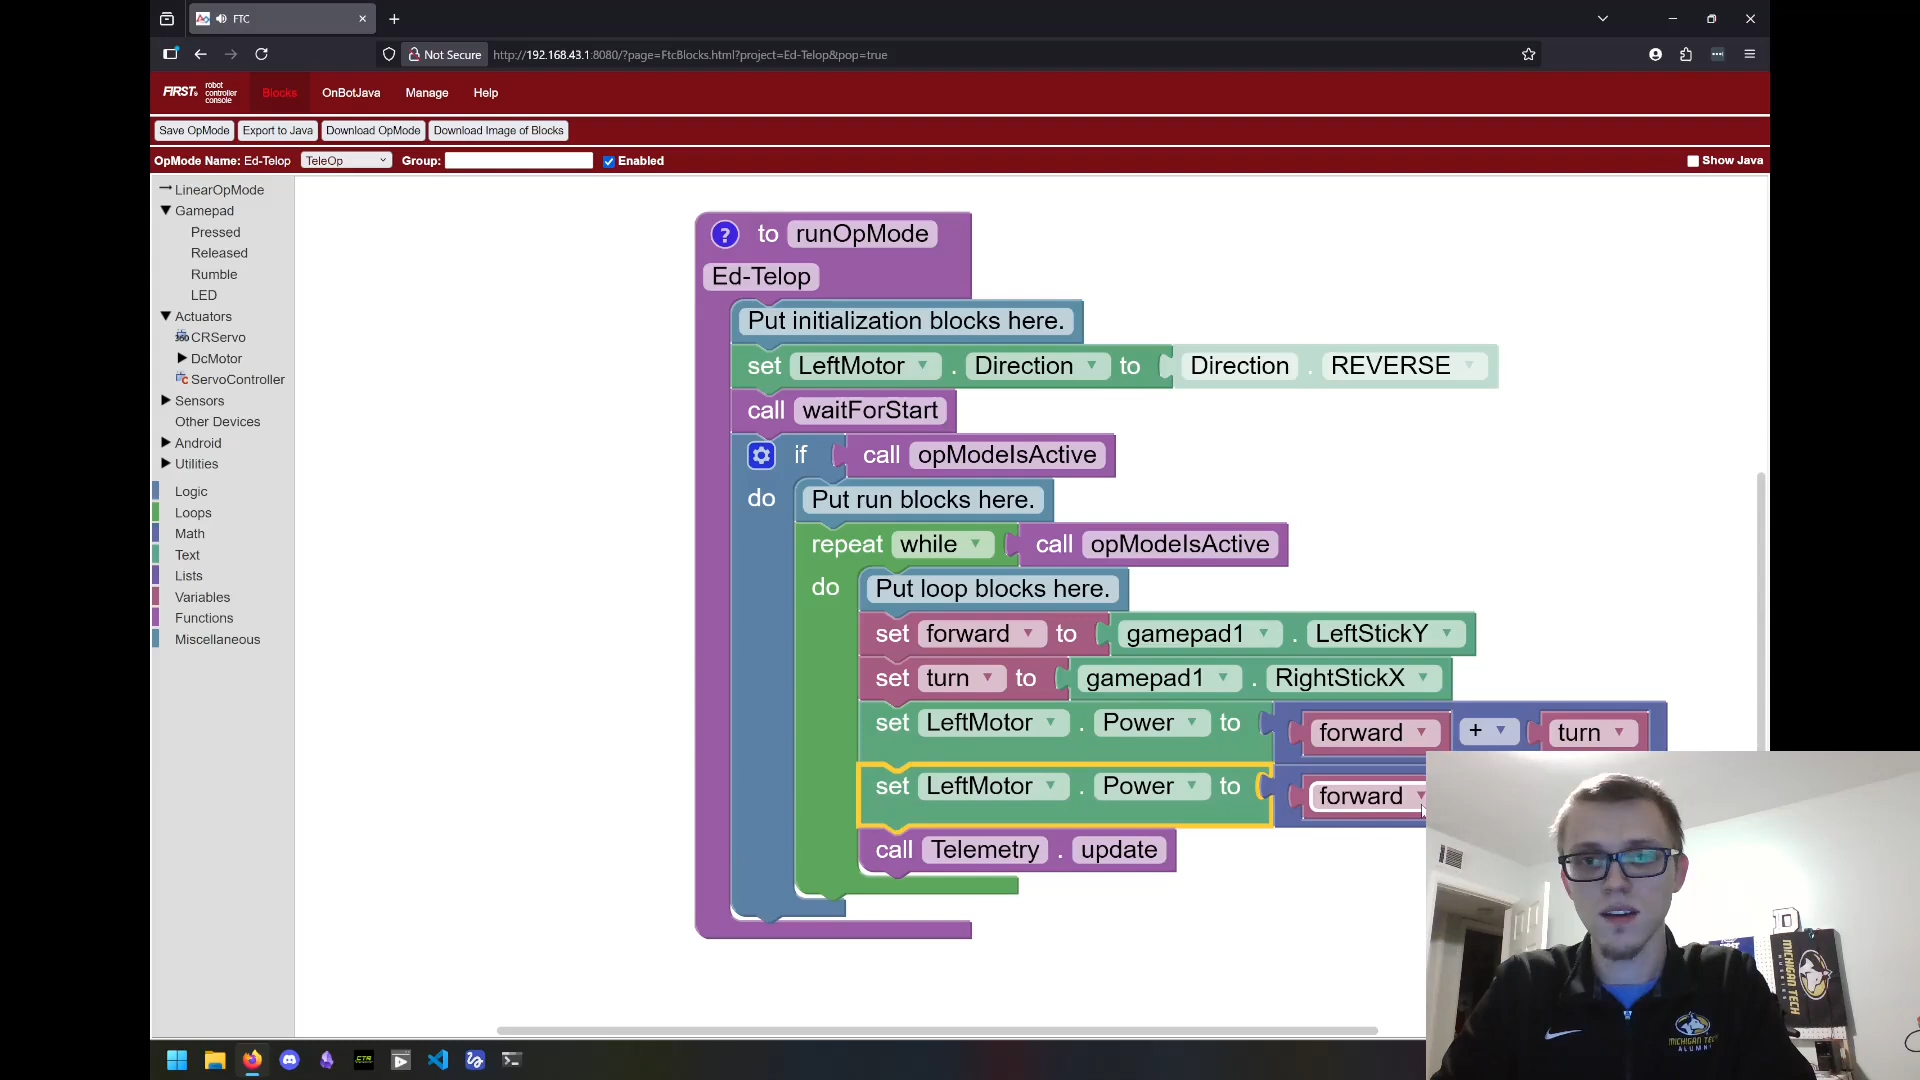 FTC
Not Secure http://192.168.43.1:8080/?page=FtcBlocks.html?project=Ed-Telop&pop=true
FIRST robot controller console Blocks OnBotJava Manage Help
Save OpMode Export to Java Download OpMode Download Image of Blocks
OpMode Name: Ed-Telop TeleOp Group: Enabled Show Java
LinearOpMode
Gamepad
Pressed
Released
Rumble
LED
Actuators
CRServo
DcMotor
ServoController
Sensors
Other Devices
Android
Utilities
Logic
Loops
Math
Text
Lists
Variables
Functions
Miscellaneous
? to runOpMode
Ed-Telop
Put initialization blocks here.
set LeftMotor . Direction to Direction . REVERSE
call waitForStart
if call opModeIsActive
do Put run blocks here.
repeat while call opModeIsActive
do Put loop blocks here.
set forward to gamepad1 . LeftStickY
set turn to gamepad1 . RightStickX
set LeftMotor . Power to forward + turn
set LeftMotor . Power to forward
call Telemetry . update
CTR
MICHIGAN TECH
MICHIGAN TECH
ALUMNI